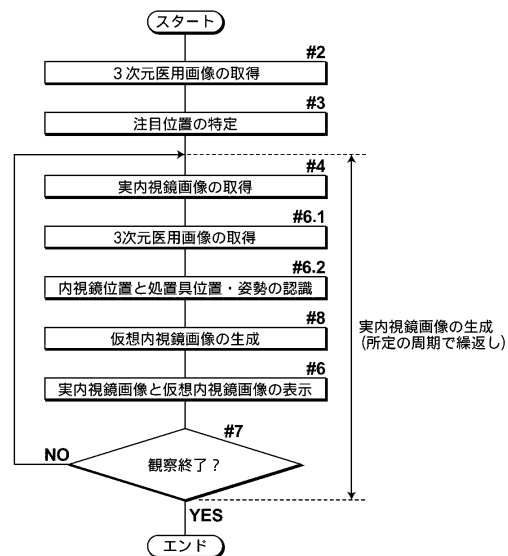 スタート
#2
３次元医用画像の取得
#3
注目位置の特定
#4
実内視鏡画像の取得
#6.1
3次元医用画像の取得
#6.2
内視鏡位置と処置具位置・姿勢の認識
#8
仮想内視鏡画像の生成
#6
実内視鏡画像と仮想内視鏡画像の表示
実内視鏡画像の生成
(所定の周期で繰返し)
#7
観察終了？
NO
YES
エンド